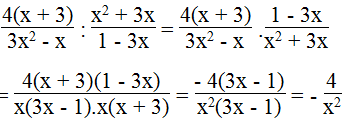 4(x + 3)/(3x² - x) : (x² + 3x)/(1 - 3x) = 4(x + 3)/(3x² - x) . (1 - 3x)/(x² + 3x)
= 4(x + 3)(1 - 3x)/(x(3x - 1).x(x + 3)) = - 4(3x - 1)/(x²(3x - 1)) = - 4/x²